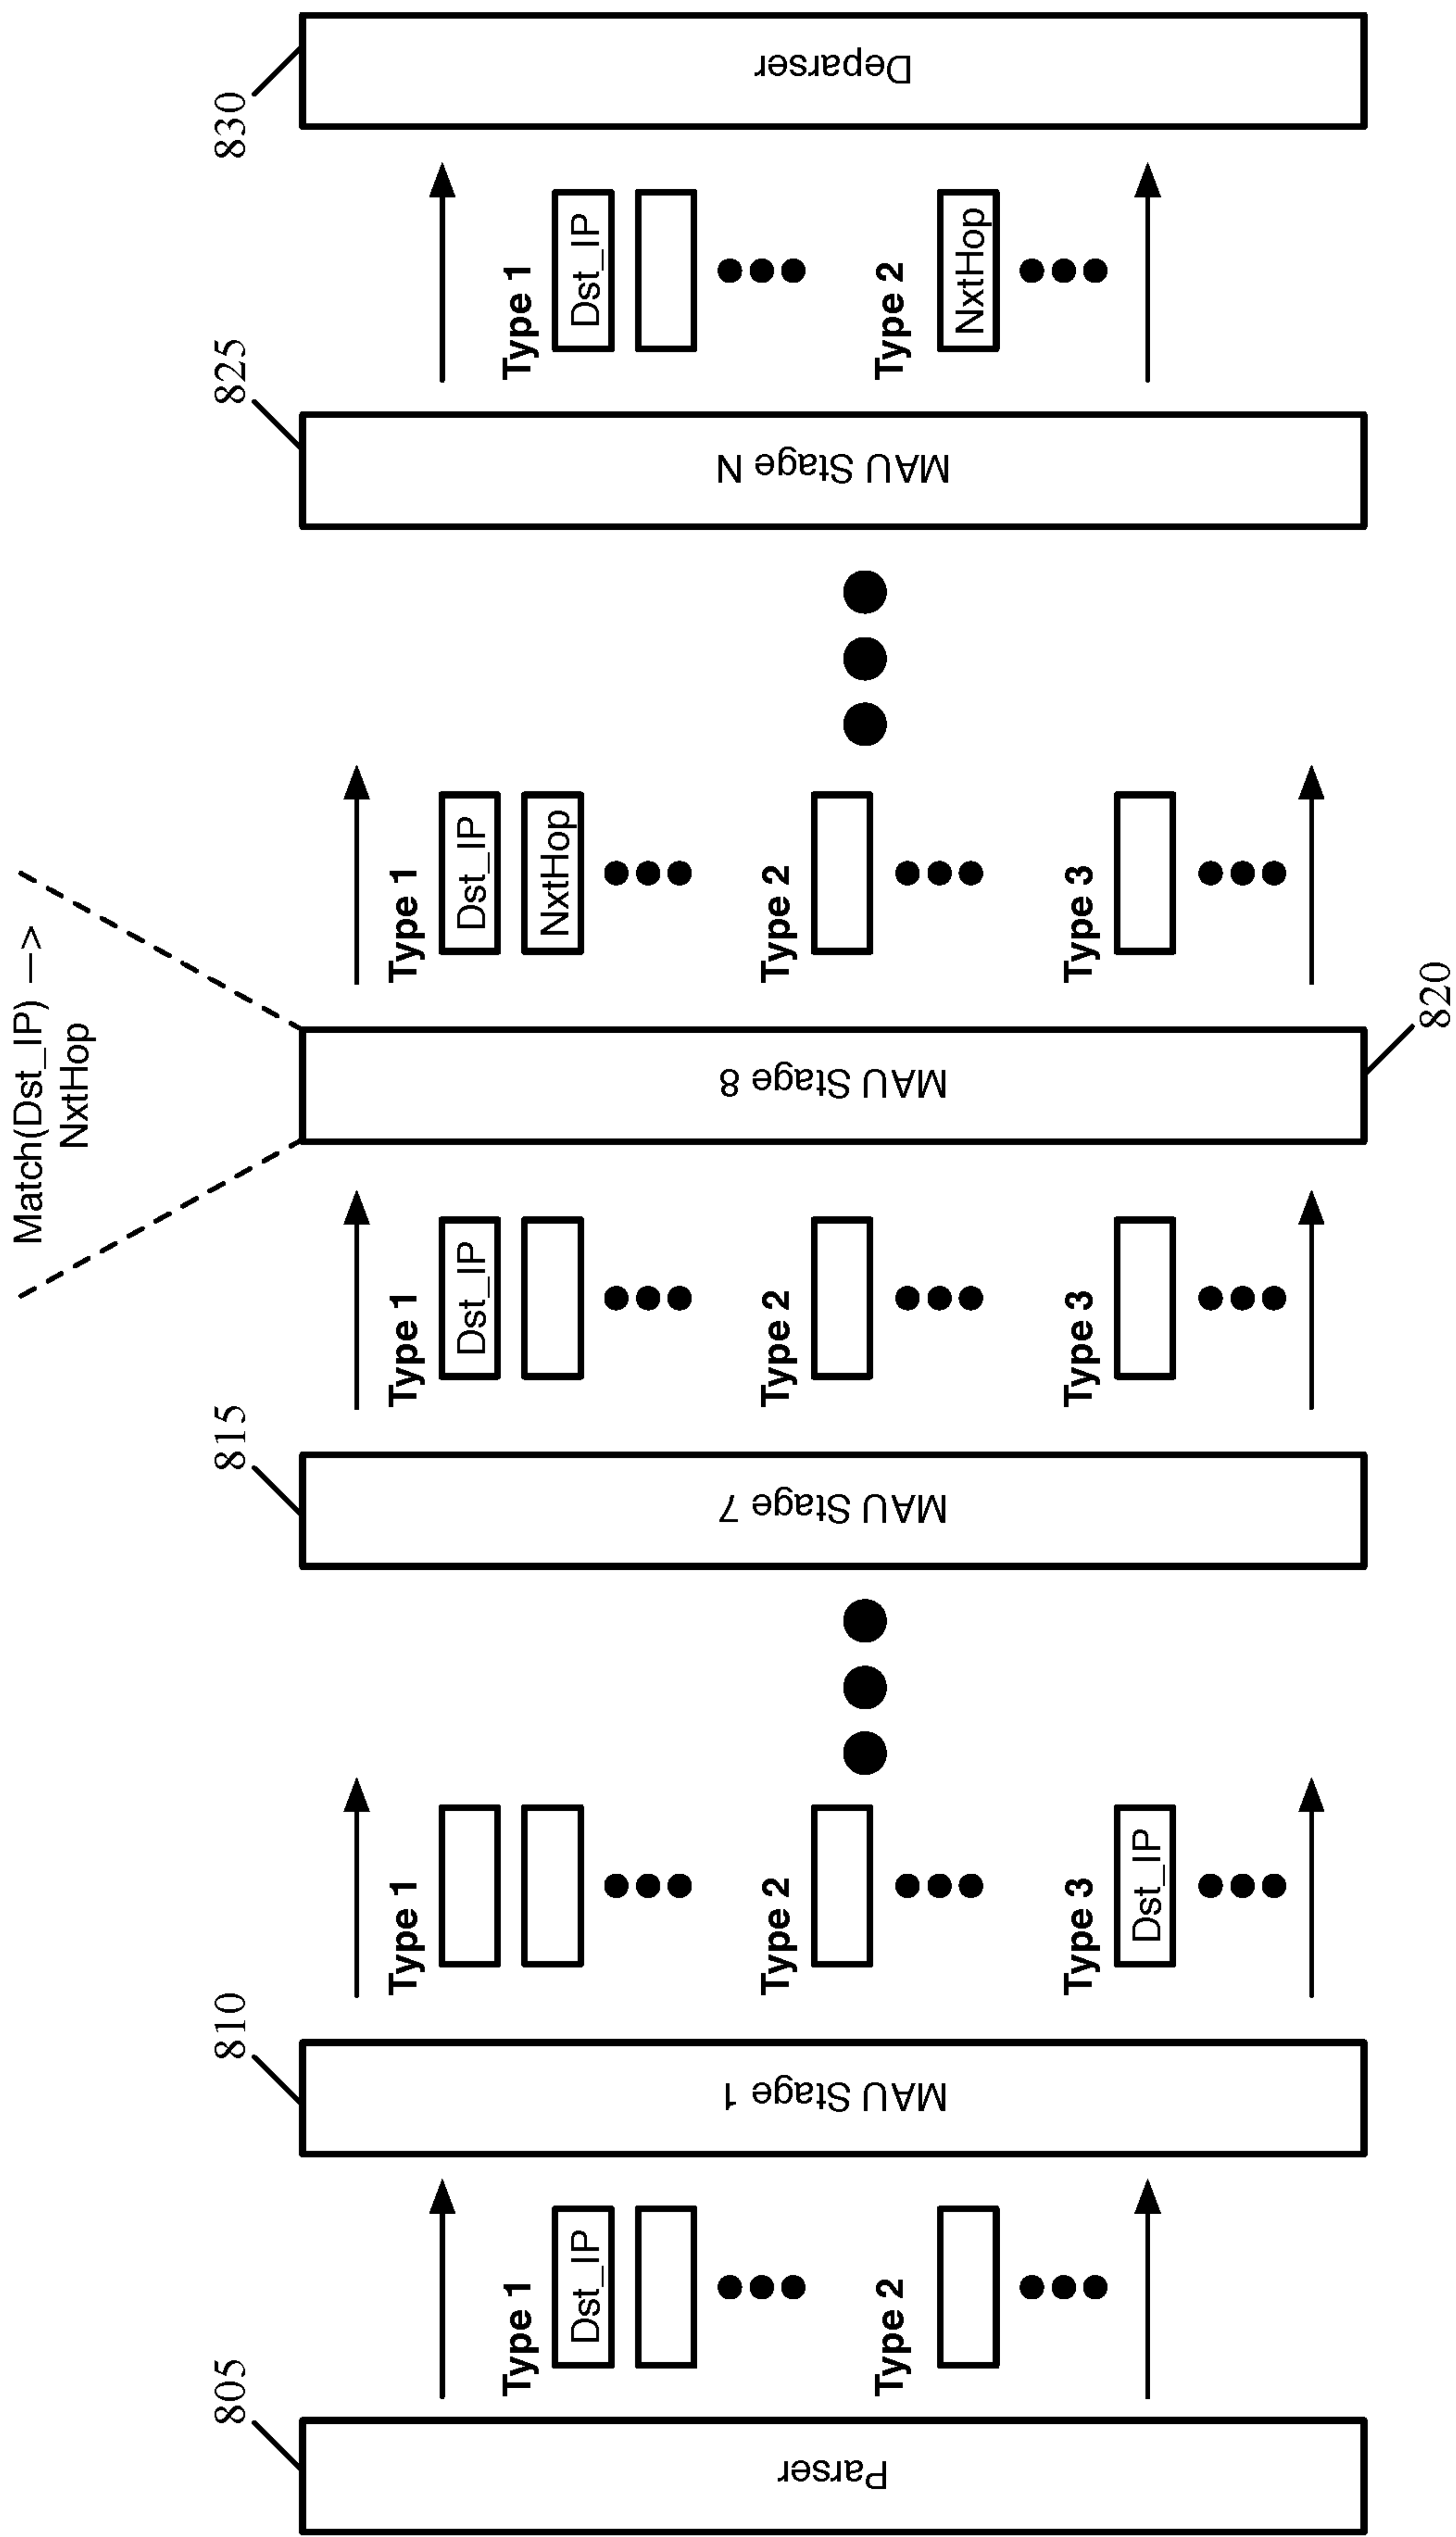 Match(Dst_IP) —>
NxtHop
805
Parser
Type 1
Dst_IP
Type 2
810
MAU Stage 1
Type 1
Type 2
Type 3
Dst_IP
815
MAU Stage 7
Type 1
Dst_IP
Type 2
Type 3
820
MAU Stage 8
Type 1
Dst_IP
NxtHop
Type 2
Type 3
825
MAU Stage N
Type 1
Dst_IP
Type 2
NxtHop
830
Deparser